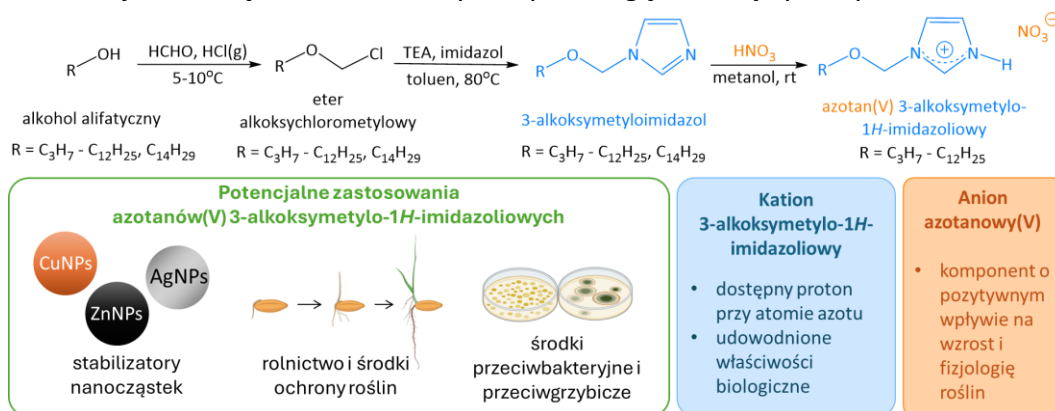 R
OH
HCHO, HCl(g)
5-10°C
R
O
Cl
TEA, imidazol
toluen, 80°C
R
O
N
N
HNO₃
metanol, rt
R
O
N
⊕
N
H
NO₃⊖
alkohol alifatyczny
R = C₃H₇ - C₁₂H₂₅, C₁₄H₂₉
eter
alkoksychlorometylowy
R = C₃H₇ - C₁₂H₂₅, C₁₄H₂₉
3-alkoksymetyloimidazol
R = C₃H₇ - C₁₂H₂₅, C₁₄H₂₉
azotan(V) 3-alkoksymetylo-
1H-imidazoliowy
R = C₃H₇ - C₁₂H₂₅
Potencjalne zastosowania
azotanów(V) 3-alkoksymetylo-1H-imidazoliowych
CuNPs
AgNPs
ZnNPs
stabilizatory
nanocząstek
rolnictwo i środki
ochrony roślin
środki
przeciwbakteryjne i
przeciwgrzybicze
Kation
3-alkoksymetylo-1H-
imidazoliowy
• dostępny proton
przy atomie azotu
• udowodnione
właściwości
biologiczne
Anion
azotanowy(V)
• komponent o
pozytywnym
wpływie na
wzrost i
fizjologię
roślin